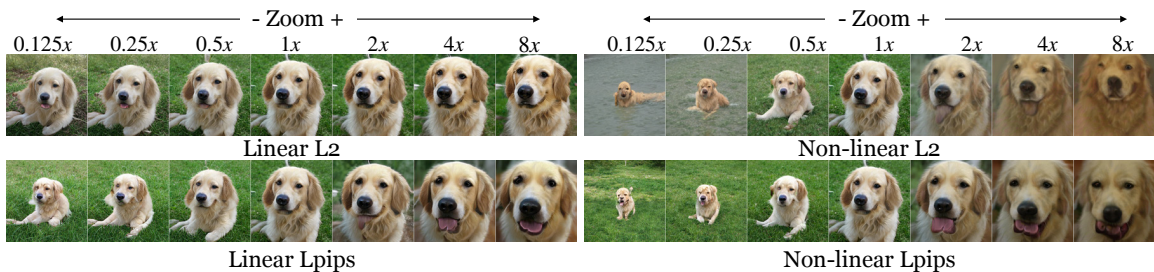 - Zoom +
0.125x 0.25x 0.5x 1x 2x 4x 8x
Linear L2
Linear Lpips
- Zoom +
0.125x 0.25x 0.5x 1x 2x 4x 8x
Non-linear L2
Non-linear Lpips